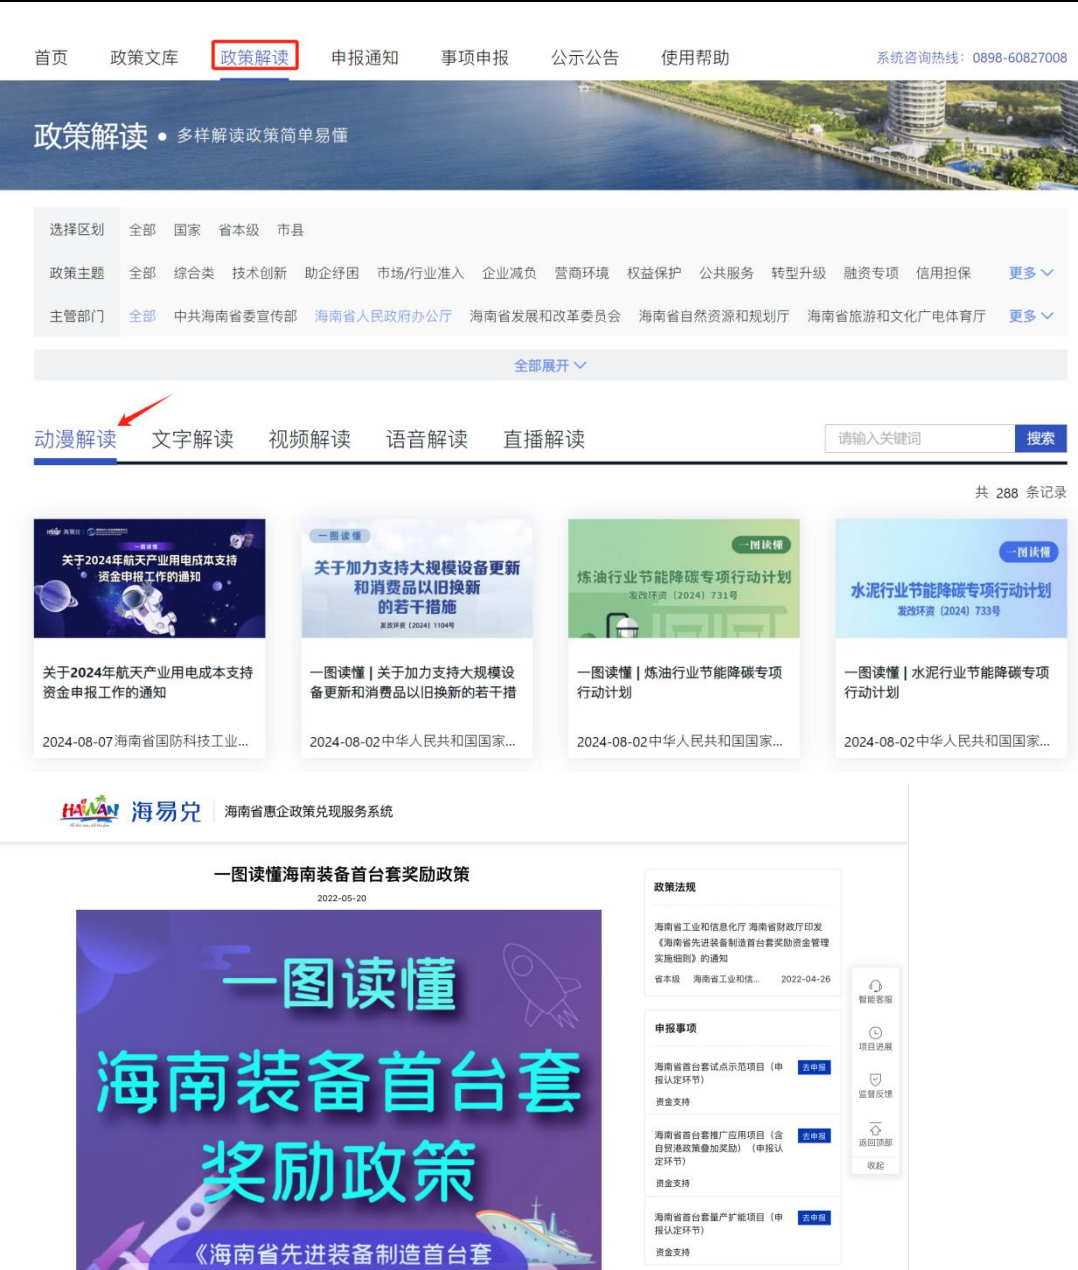 首页 政策文库 政策解读 申报通知 事项申报 公示公告 使用帮助 系统咨询热线：0898-60827008
政策解读 • 多样解读政策简单易懂
选择区划 全部 国家 省本级 市县
政策主题 全部 综合类 技术创新 助企纾困 市场/行业准入 企业减负 营商环境 权益保护 公共服务 转型升级 融资专项 信用担保 更多
主管部门 全部 中共海南省委宣传部 海南省人民政府办公厅 海南省发展和改革委员会 海南省自然资源和规划厅 海南省旅游和文化广电体育厅 更多
全部展开
动漫解读 文字解读 视频解读 语音解读 直播解读 请输入关键词 搜索
共 288 条记录
海易兑
一图读懂
关于2024年航天产业用电成本支持
资金申报工作的通知
一图读懂
关于加力支持大规模设备更新
和消费品以旧换新
的若干措施
发改环资〔2024〕1104号
一图读懂
炼油行业节能降碳专项行动计划
发改环资〔2024〕731号
一图读懂
水泥行业节能降碳专项行动计划
发改环资〔2024〕733号
关于2024年航天产业用电成本支持
资金申报工作的通知
2024-08-07海南省国防科技工业...
一图读懂 | 关于加力支持大规模设
备更新和消费品以旧换新的若干措
2024-08-02中华人民共和国国家...
一图读懂 | 炼油行业节能降碳专项
行动计划
2024-08-02中华人民共和国国家...
一图读懂 | 水泥行业节能降碳专项
行动计划
2024-08-02中华人民共和国国家...
HAINAN 海易兑 海南省惠企政策兑现服务系统
一图读懂海南装备首台套奖励政策
2022-05-20
一图读懂
海南装备首台套
奖励政策
《海南省先进装备制造首台套
政策法规
海南省工业和信息化厅 海南省财政厅印发
《海南省先进装备制造首台套奖励资金管理
实施细则》的通知
省本级 海南省工业和信... 2022-04-26
申报事项
海南省首台套试点示范项目（申 去申报
报认定环节）
资金支持
海南省首台套推广应用项目（含 去申报
自贸港政策叠加奖励）（申报认
定环节）
资金支持
海南省首台套量产扩能项目（申 去申报
报认定环节）
资金支持
智能客服
项目进展
监督反馈
返回顶部
收起